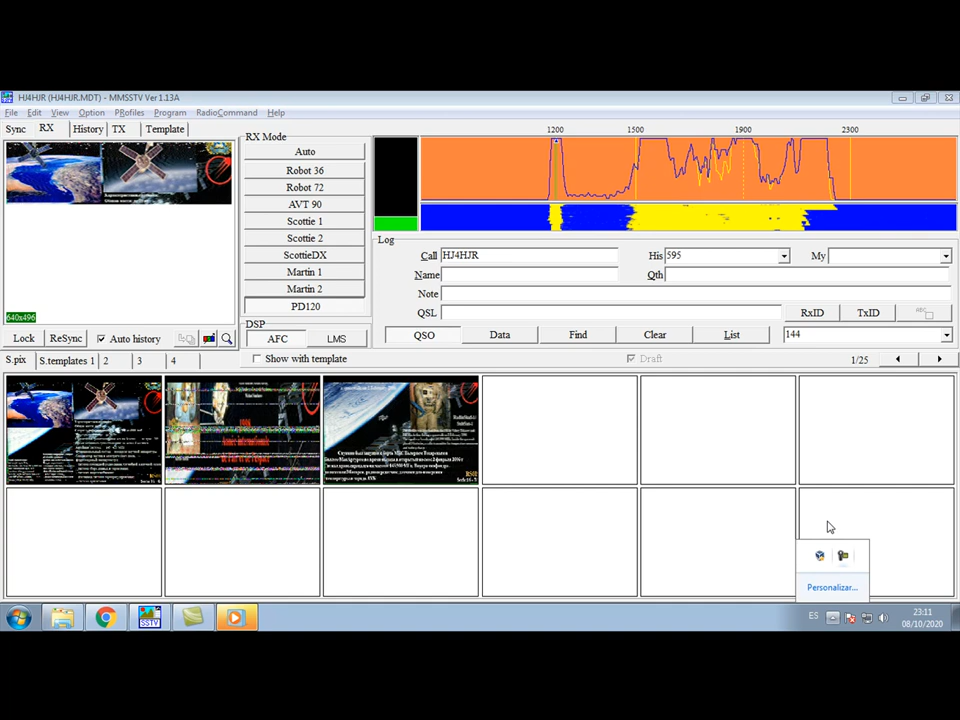 HJ4HJR (HJ4HJR.MDT) - MMSSTV Ver 1.13A
File Edit View Option PRofiles Program RadioCommand Help
Sync RX History TX Template
RX Mode
Auto
Robot 36
Robot 72
AVT 90
Scottie 1
Scottie 2
ScottieDX
Martin 1
Martin 2
PD120
DSP
AFC LMS
1200 1500 1900 2300
Log
Call HJ4HJR His 595 My
Name Qth
Note
QSL RxID TxID
QSO Data Find Clear List 144
640x496
Lock ReSync Auto history
S.pix S.templates 1 2 3 4 Show with template Draft 1/25
Personalizar...
SSTV
ES 23:11
08/10/2020